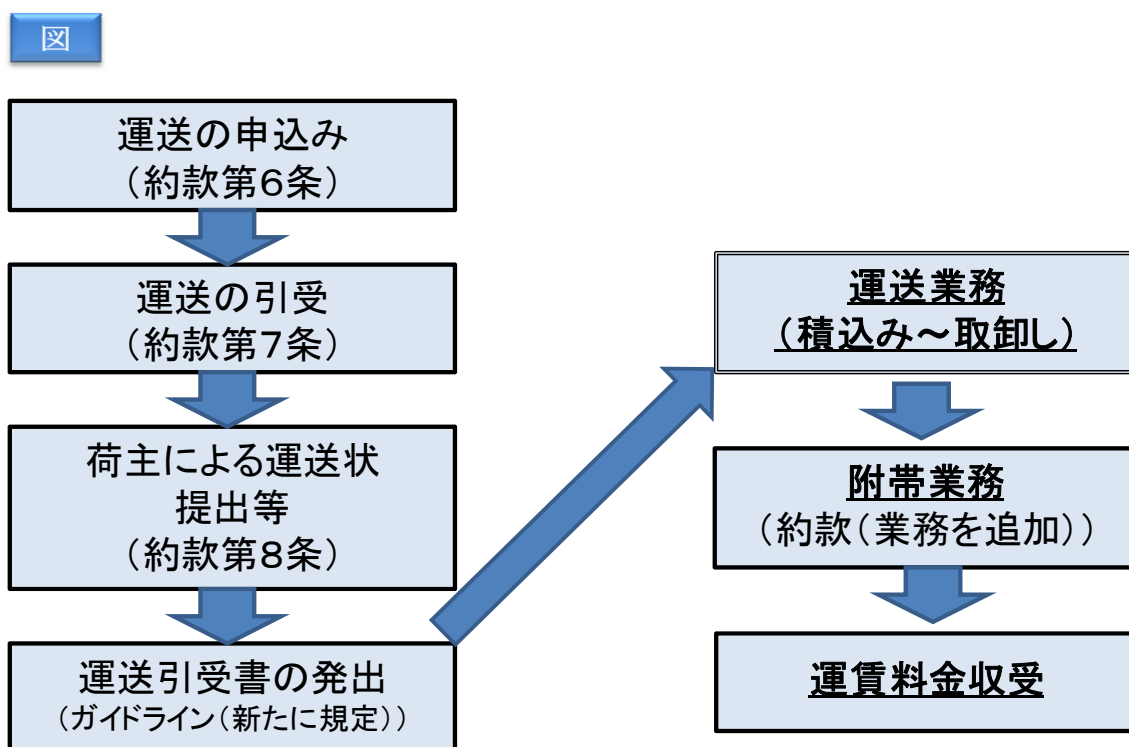 図
運送の申込み
（約款第６条）
運送の引受
（約款第７条）
荷主による運送状
提出等
（約款第８条）
運送引受書の発出
（ガイドライン（新たに規定））
運送業務
（積込み～取卸し）
附帯業務
（約款（業務を追加））
運賃料金収受